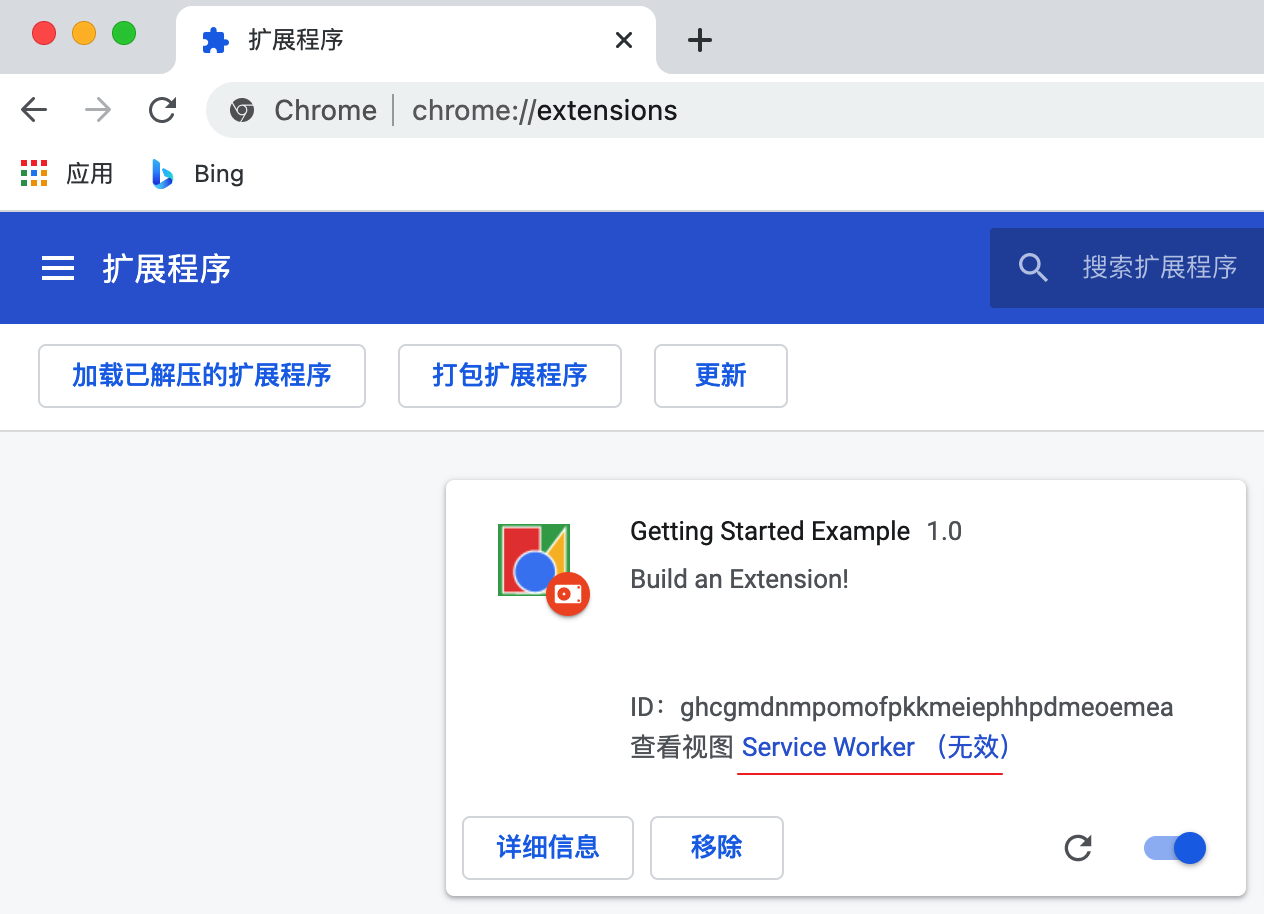 扩展程序
Chrome | chrome://extensions
应用 Bing
扩展程序 搜索扩展程序
加载已解压的扩展程序 打包扩展程序 更新
Getting Started Example 1.0
Build an Extension!
ID：ghcgmdnmpomofpkkmeiephhpdmeoemea
查看视图 Service Worker （无效）
详细信息 移除